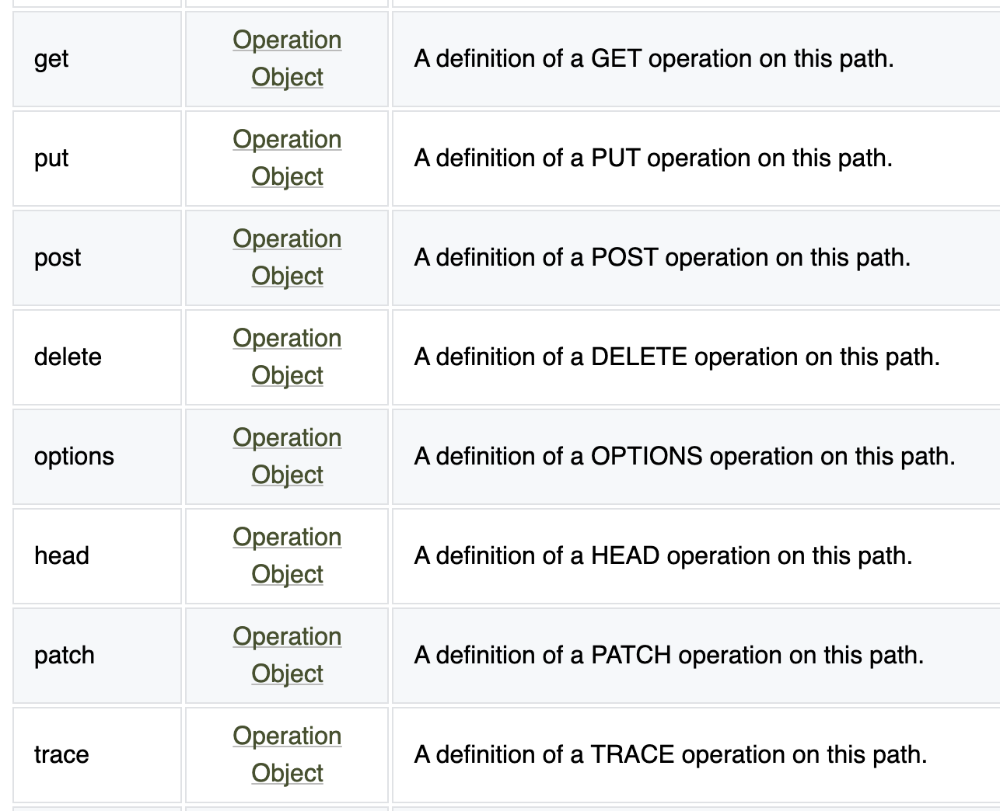 get
Operation
Object
A definition of a GET operation on this path.
put
Operation
Object
A definition of a PUT operation on this path.
post
Operation
Object
A definition of a POST operation on this path.
delete
Operation
Object
A definition of a DELETE operation on this path.
options
Operation
Object
A definition of a OPTIONS operation on this path.
head
Operation
Object
A definition of a HEAD operation on this path.
patch
Operation
Object
A definition of a PATCH operation on this path.
trace
Operation
Object
A definition of a TRACE operation on this path.